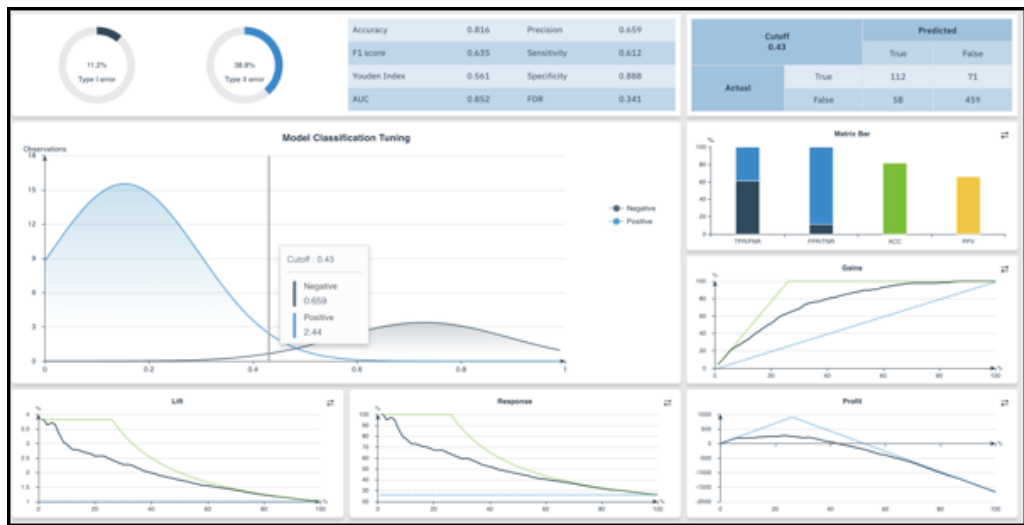 11.2%
Type I error
38.8%
Type II error
Accuracy 0.816 Precision 0.659
F1 score 0.635 Sensitivity 0.612
Youden Index 0.561 Specificity 0.888
AUC 0.852 FDR 0.341
Cutoff
0.43
Predicted
True False
Actual
True 112 71
False 58 459
Model Classification Tuning
Observations
18
15
12
9
6
3
0
0 0.2 0.4 0.6 0.8 1
Negative
Positive
Cutoff : 0.43
Negative
0.659
Positive
2.44
Matrix Bar
%
100
80
60
40
20
0
TPR/FNR FPR/TNR ACC PPV
Gains
%
100
80
60
40
20
0
0 20 40 60 80 100
%
Lift
%
4
3.5
3
2.5
2
1.5
1
0 20 40 60 80 100
%
Response
%
100
90
80
70
60
50
40
30
20
0 20 40 60 80 100
%
Profit
1000
500
0
-500
-1000
-1500
-2000
0 20 40 60 80 100
%